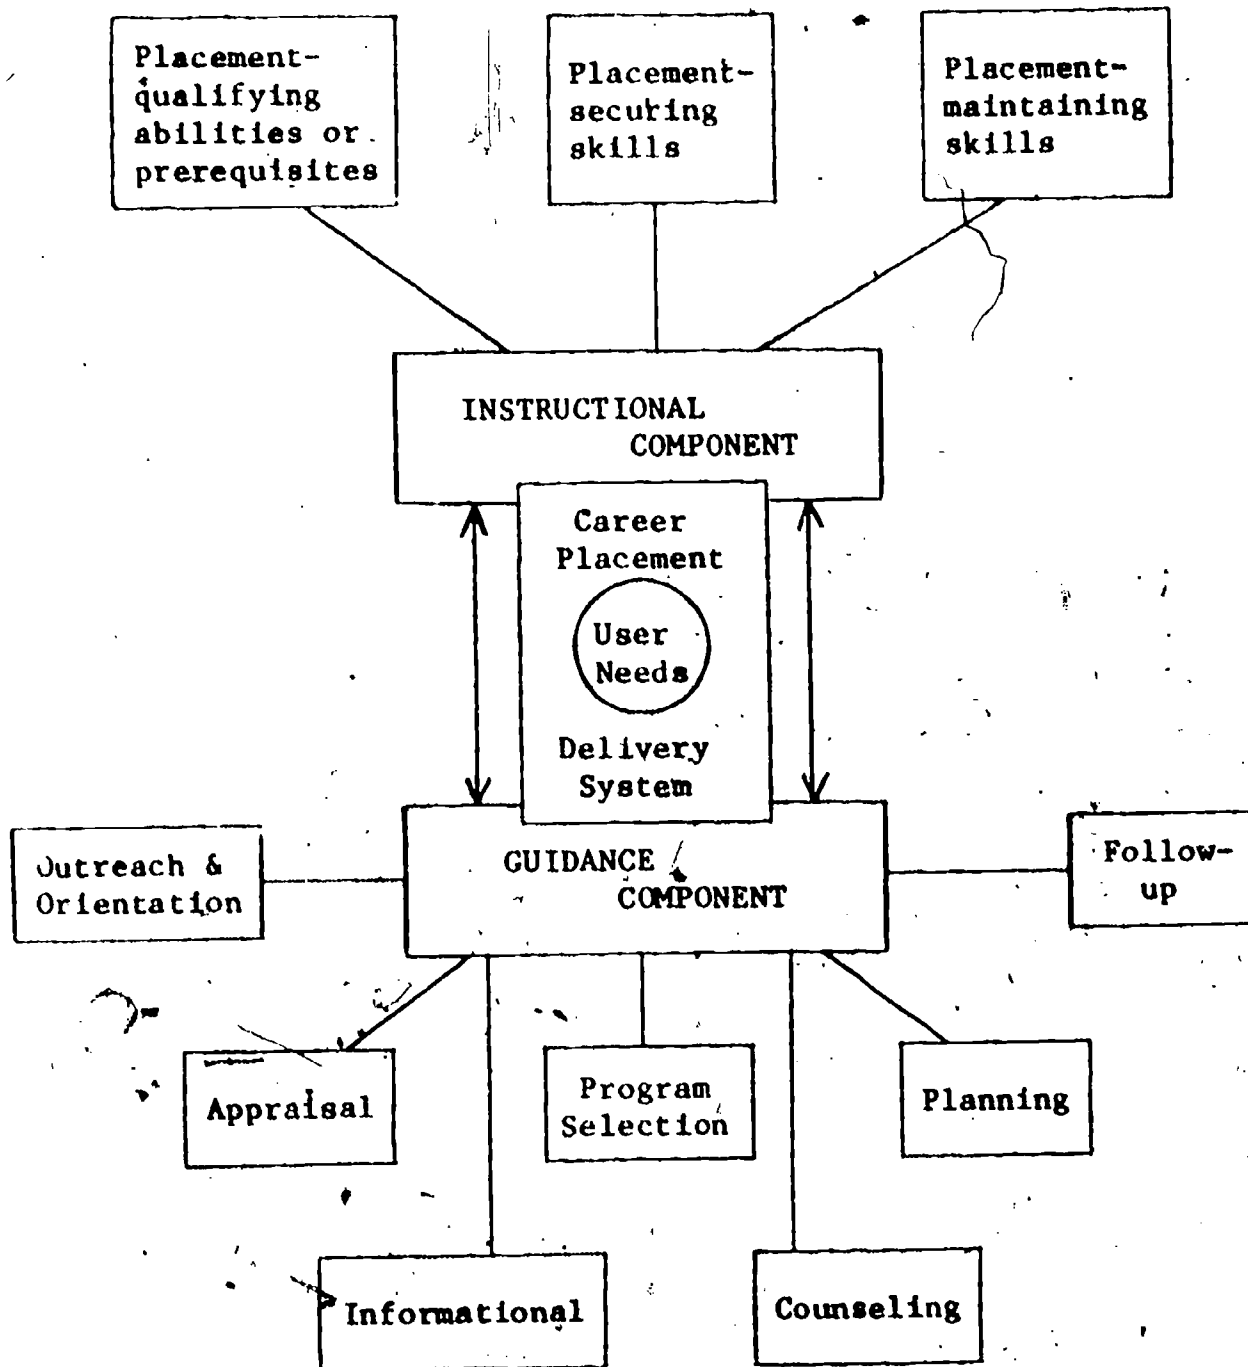 Placement-
qualifying
abilities or
prerequisites
Placement-
securing
skills
Placement-
maintaining
skills
INSTRUCTIONAL
COMPONENT
Career
Placement
User
Needs
Delivery
System
GUIDANCE
COMPONENT
Outreach &
Orientation
Follow-
up
Appraisal
Program
Selection
Planning
Informational
Counseling